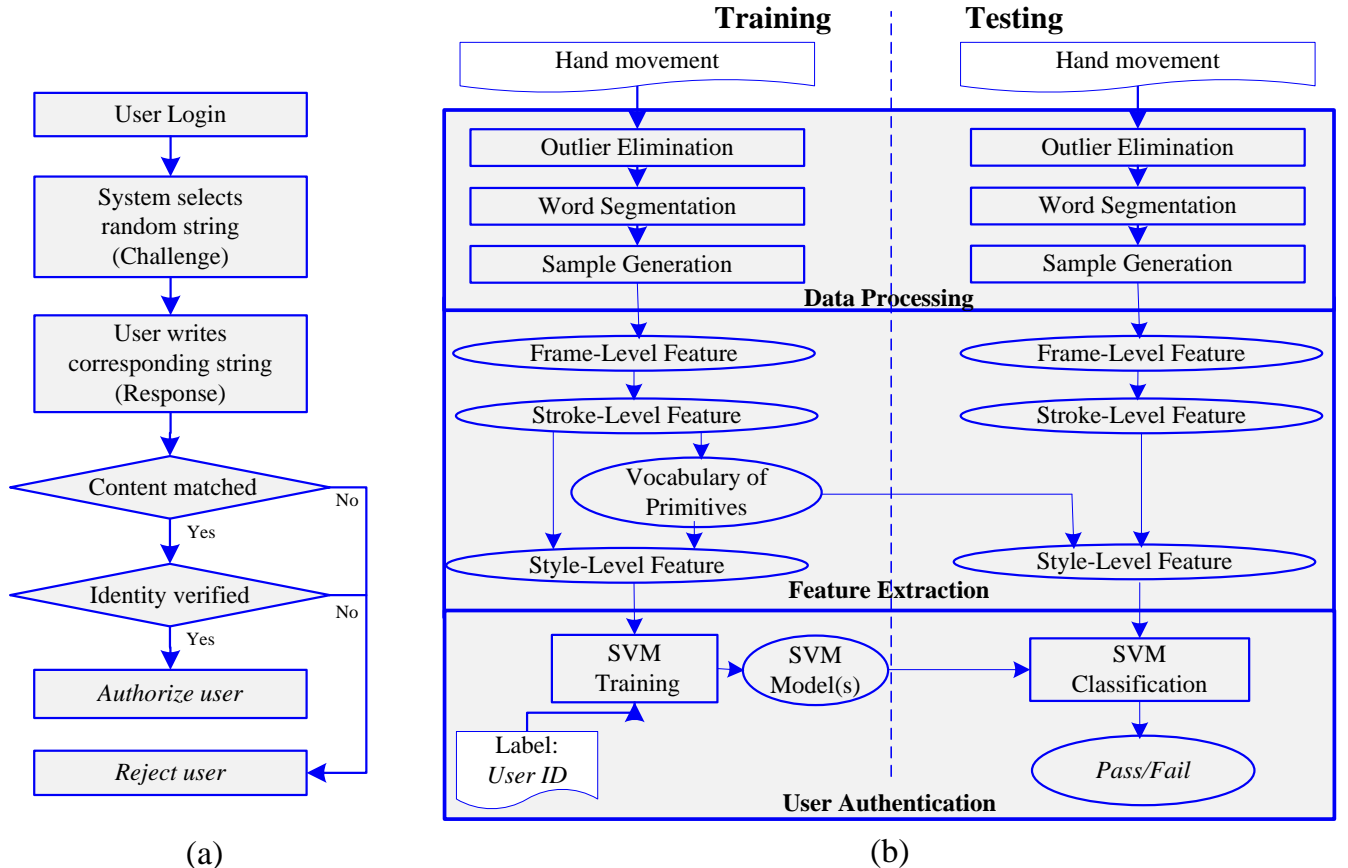 User Login
System selects
random string
(Challenge)
User writes
corresponding string
(Response)
Content matched
No
Yes
Identity verified
No
Yes
Authorize user
Reject user
(a)
Training
Testing
Hand movement
Hand movement
Outlier Elimination
Outlier Elimination
Word Segmentation
Word Segmentation
Sample Generation
Sample Generation
Data Processing
Frame-Level Feature
Frame-Level Feature
Stroke-Level Feature
Stroke-Level Feature
Vocabulary of
Primitives
Style-Level Feature
Style-Level Feature
Feature Extraction
SVM
Training
SVM
Model(s)
SVM
Classification
Label:
User ID
Pass/Fail
User Authentication
(b)